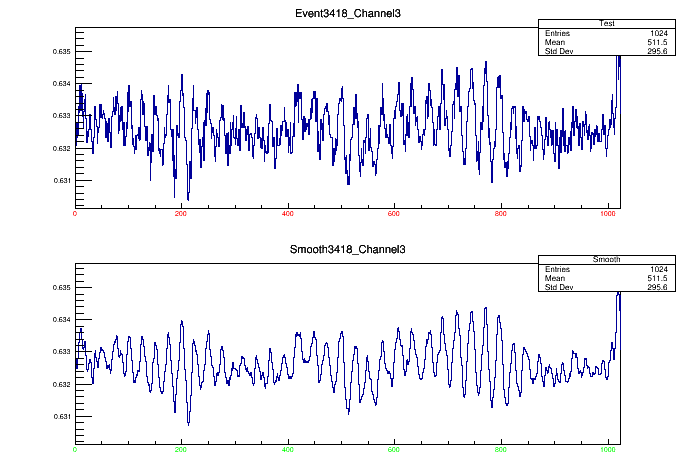 Event3418_Channel3
Test
Entries 1024
Mean 511.5
Std Dev 295.6
0.635
0.634
0.633
0.632
0.631
0 200 400 600 800 1000
Smooth3418_Channel3
Smooth
Entries 1024
Mean 511.5
Std Dev 295.6
0.635
0.634
0.633
0.632
0.631
0 200 400 600 800 1000